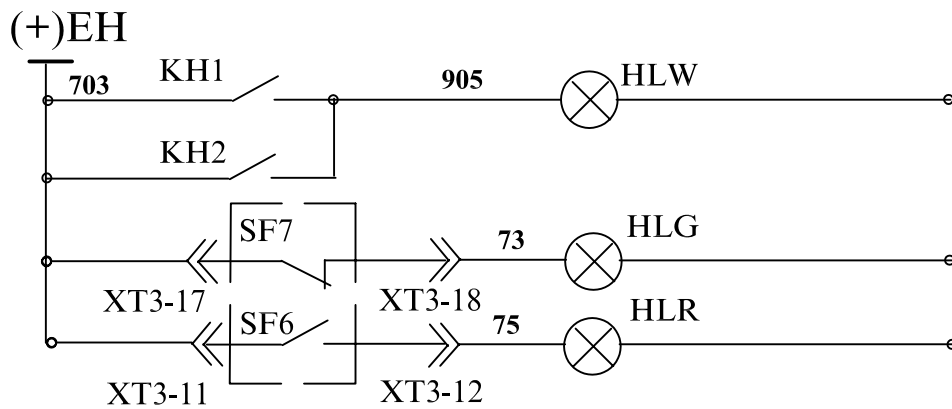 (+)EH
703
KH1
905
HLW
KH2
SF7
73
HLG
XT3-17
XT3-18
SF6
75
HLR
XT3-11
XT3-12